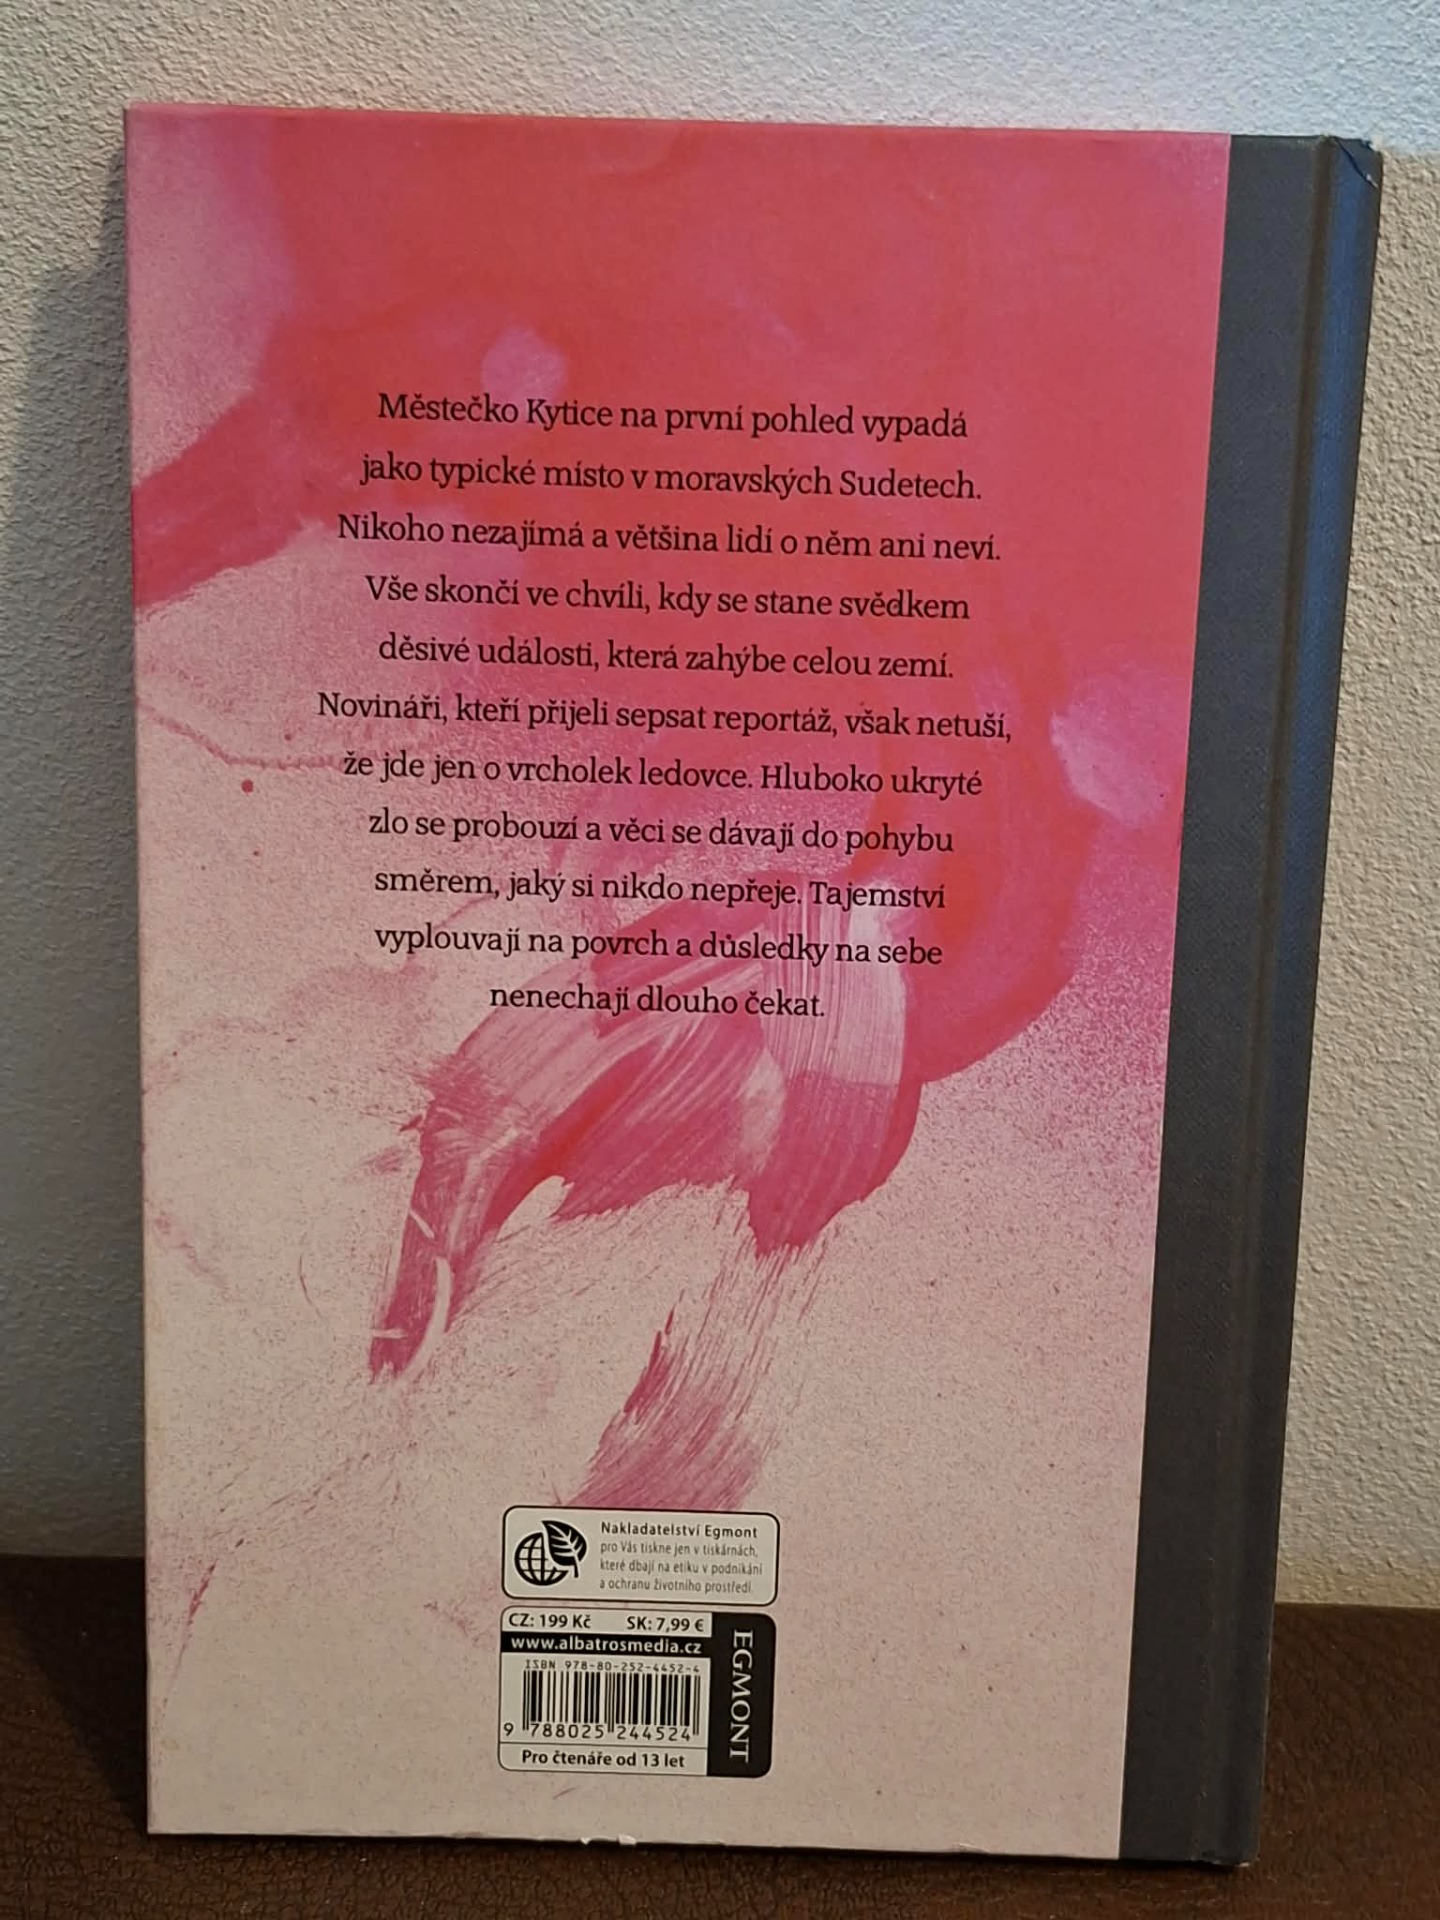 Městečko Kytice na první pohled vypadá
jako typické místo v moravských Sudetech.
Nikoho nezajímá a většina lidí o něm ani neví.
Vše skončí ve chvíli, kdy se stane svědkem
děsivé události, která zahýbe celou zemí.
Novináři, kteří přijeli sepsat reportáž, však netuší,
že jde jen o vrcholek ledovce. Hluboko ukryté
zlo se probouzí a věci se dávají do pohybu
směrem, jaký si nikdo nepřeje. Tajemství
vyplouvají na povrch a důsledky na sebe
nenechají dlouho čekat.
Nakladatelství Egmont
pro Vás tiskne jen v tiskárnách,
které dbají na etiku v podnikání
a ochranu životního prostředí.
CZ: 199 Kč SK: 7,99 €
www.albatrosmedia.cz
ISBN 978-80-252-4452-4
9 788025 244524
Pro čtenáře od 13 let
EGMONT